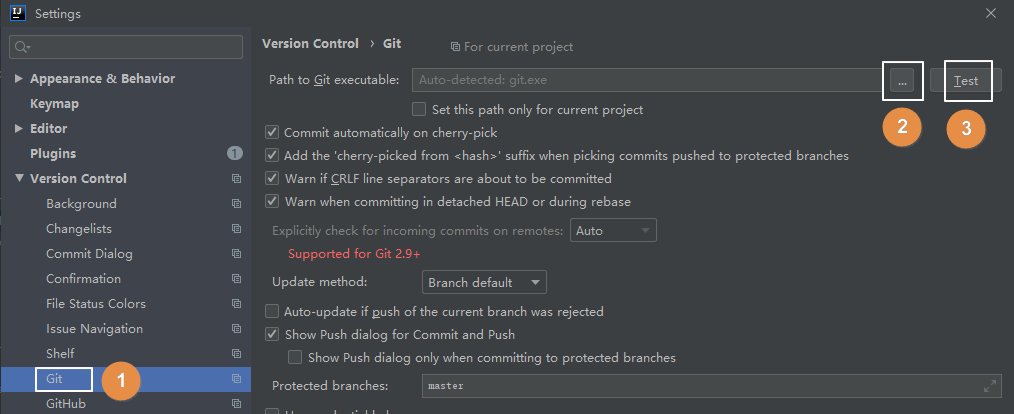 Settings
Appearance & Behavior
Keymap
Editor
Plugins 1
Version Control
Background
Changelists
Commit Dialog
Confirmation
File Status Colors
Issue Navigation
Shelf
Git 1
GitHub
Version Control › Git For current project
Path to Git executable: Auto-detected: git.exe ... Test
2 3
Set this path only for current project
Commit automatically on cherry-pick
Add the 'cherry-picked from <hash>' suffix when picking commits pushed to protected branches
Warn if CRLF line separators are about to be committed
Warn when committing in detached HEAD or during rebase
Explicitly check for incoming commits on remotes: Auto
Supported for Git 2.9+
Update method: Branch default
Auto-update if push of the current branch was rejected
Show Push dialog for Commit and Push
Show Push dialog only when committing to protected branches
Protected branches: master